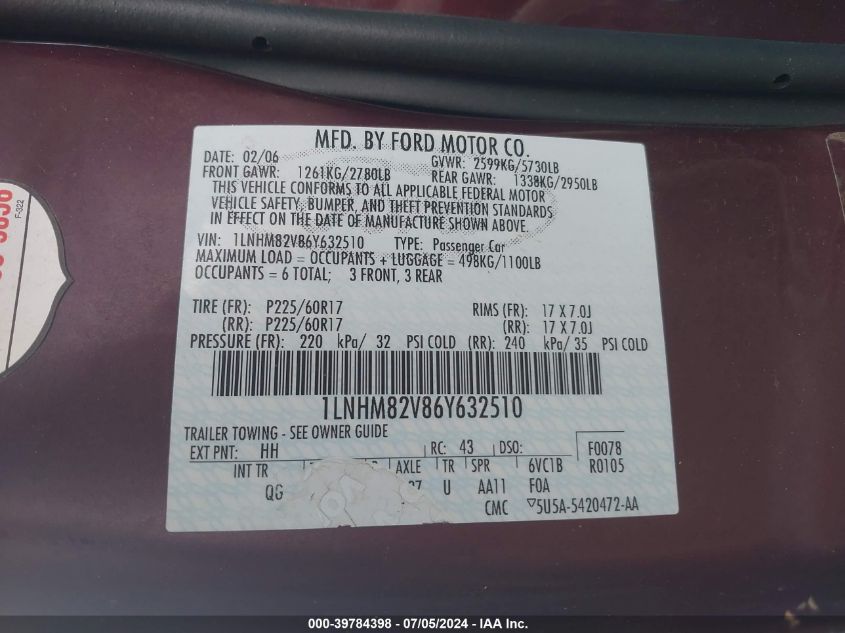 MFD. BY FORD MOTOR CO.
DATE: 02/06 GVWR: 2599KG/5730LB
FRONT GAWR: 1261KG/2780LB REAR GAWR: 1338KG/2950LB
THIS VEHICLE CONFORMS TO ALL APPLICABLE FEDERAL MOTOR
VEHICLE SAFETY, BUMPER, AND THEFT PREVENTION STANDARDS
IN EFFECT ON THE DATE OF MANUFACTURE SHOWN ABOVE.
VIN: 1LNHM82V86Y632510 TYPE: Passenger Car
MAXIMUM LOAD = OCCUPANTS + LUGGAGE = 498KG/1100LB
OCCUPANTS = 6 TOTAL; 3 FRONT, 3 REAR
TIRE (FR): P225/60R17 RIMS (FR): 17 X 7.0J
(RR): P225/60R17 (RR): 17 X 7.0J
PRESSURE (FR): 220 kPa/ 32 PSI COLD (RR): 240 kPa/ 35 PSI COLD
1LNHM82V86Y632510
TRAILER TOWING - SEE OWNER GUIDE
EXT PNT: HH RC: 43 DSO: F0078
INT TR AXLE TR SPR 6VC1B R0105
QG U AA11 F0A
CMC ▽5U5A-5420472-AA
F-322
000-39784398 - 07/05/2024 - IAA Inc.